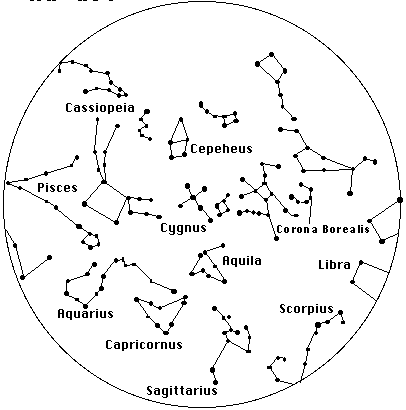 Cassiopeia
Cepeheus
Pisces
Cygnus
Corona Borealis
Aquila
Libra
Aquarius
Scorpius
Capricornus
Sagittarius